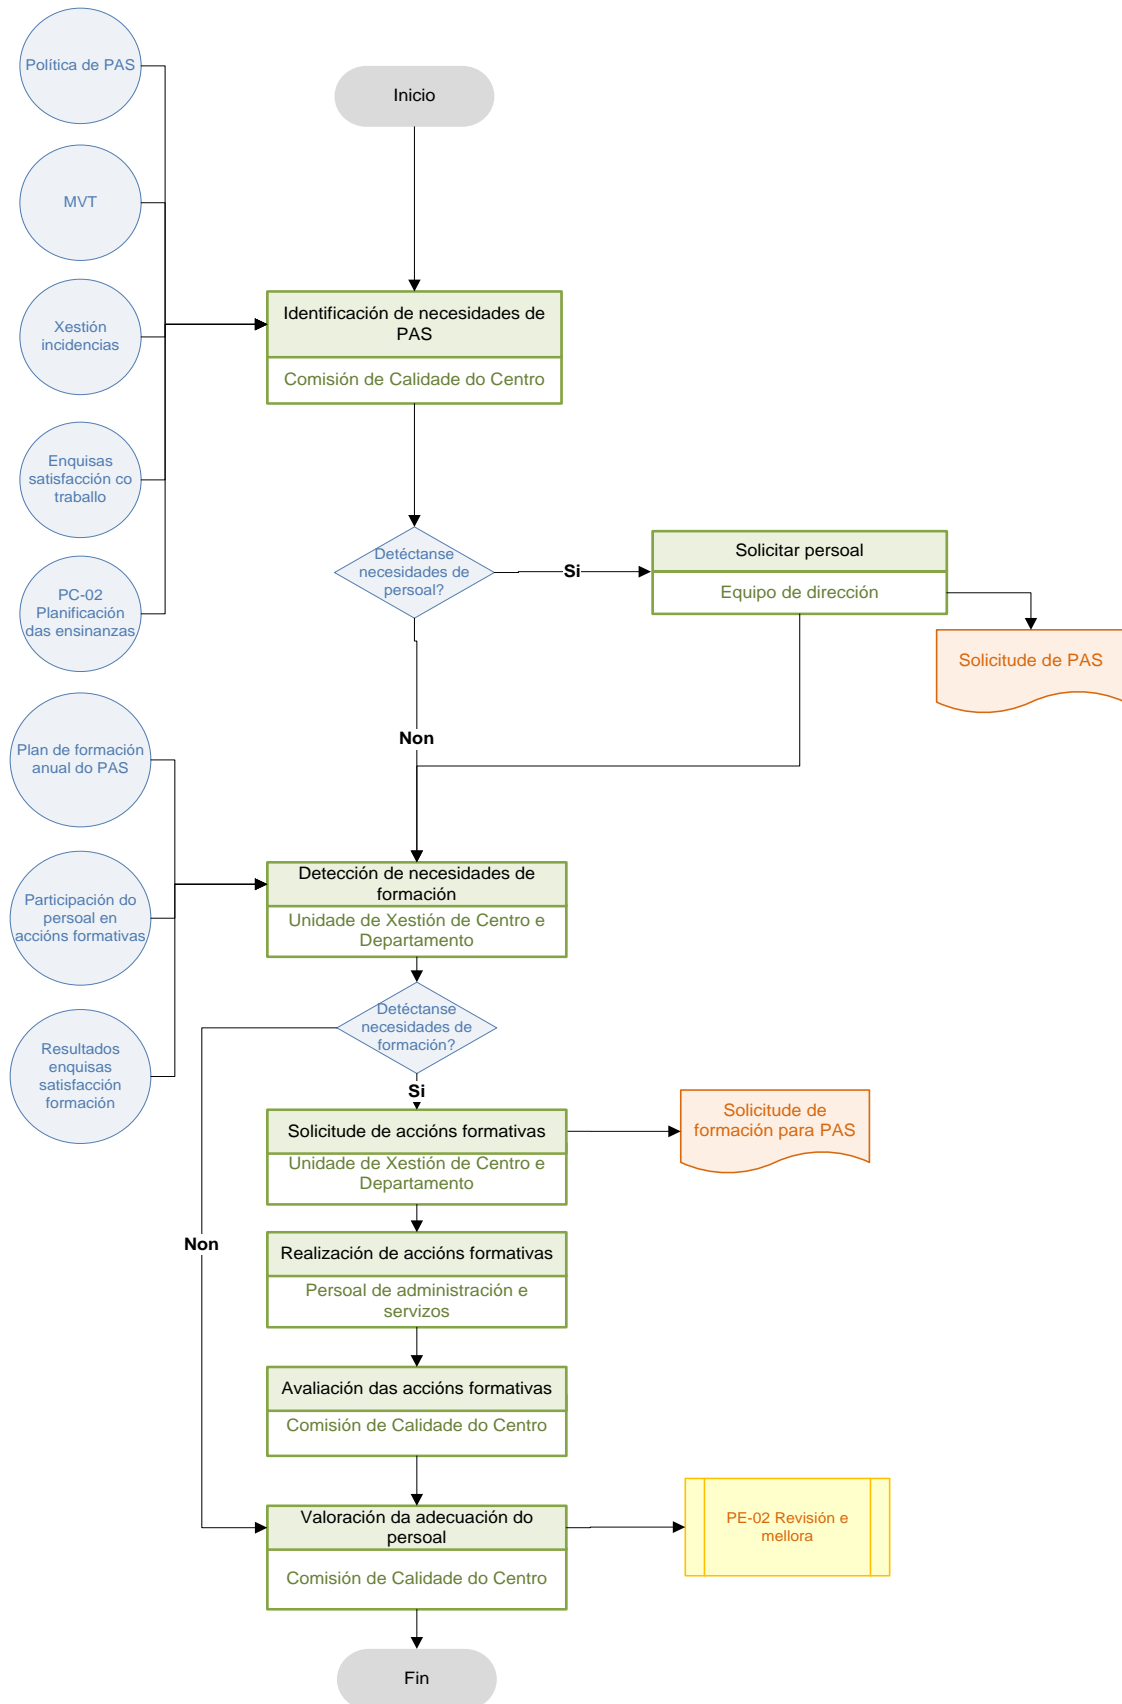 Política de PAS
Inicio
MVT
Xestión
incidencias
Identificación de necesidades de
PAS
Comisión de Calidade do Centro
Enquisas
satisfacción co
traballo
PC-02
Planificación
das ensinanzas
Detéctanse
necesidades de
persoal?
Si
Solicitar persoal
Equipo de dirección
Solicitude de PAS
Non
Plan de formación
anual do PAS
Participación do
persoal en
accións formativas
Resultados
enquisas
satisfacción
formación
Detección de necesidades de
formación
Unidade de Xestión de Centro e
Departamento
Detéctanse
necesidades de
formación?
Si
Solicitude de accións formativas
Unidade de Xestión de Centro e
Departamento
Solicitude de
formación para PAS
Non
Realización de accións formativas
Persoal de administración e
servizos
Avaliación das accións formativas
Comisión de Calidade do Centro
Valoración da adecuación do
persoal
Comisión de Calidade do Centro
PE-02 Revisión e
mellora
Fin